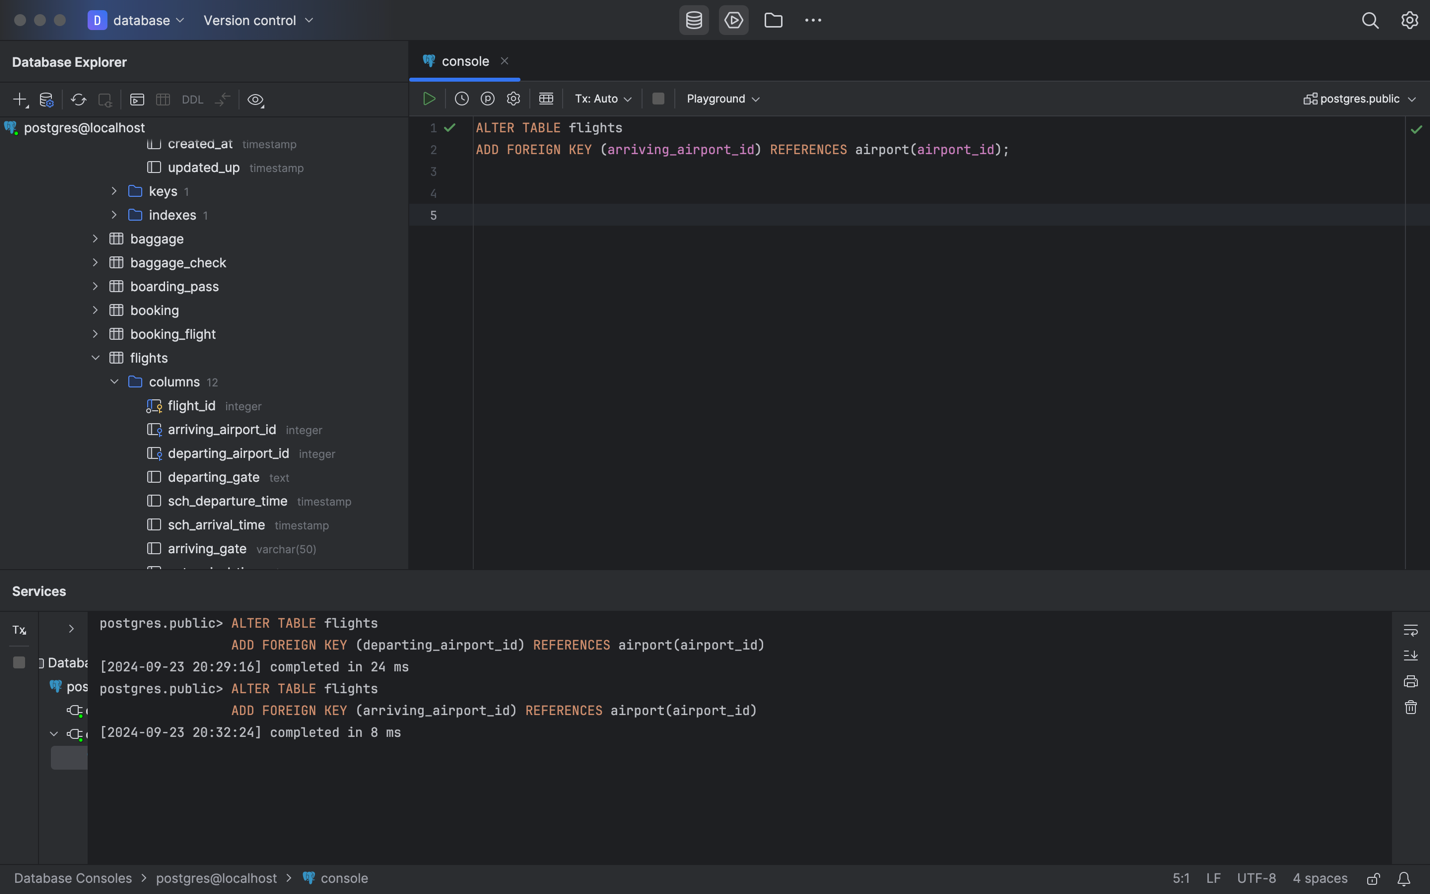 D database Version control
Database Explorer
DDL
postgres@localhost
created_at timestamp
updated_up timestamp
keys 1
indexes 1
baggage
baggage_check
boarding_pass
booking
booking_flight
flights
columns 12
flight_id integer
arriving_airport_id integer
departing_airport_id integer
departing_gate text
sch_departure_time timestamp
sch_arrival_time timestamp
arriving_gate varchar(50)
console
Tx: Auto Playground postgres.public
1 ALTER TABLE flights
2 ADD FOREIGN KEY (arriving_airport_id) REFERENCES airport(airport_id);
3
4
5
Services
Tx
Databa
pos
postgres.public> ALTER TABLE flights
ADD FOREIGN KEY (departing_airport_id) REFERENCES airport(airport_id)
[2024-09-23 20:29:16] completed in 24 ms
postgres.public> ALTER TABLE flights
ADD FOREIGN KEY (arriving_airport_id) REFERENCES airport(airport_id)
[2024-09-23 20:32:24] completed in 8 ms
Database Consoles > postgres@localhost > console
5:1 LF UTF-8 4 spaces